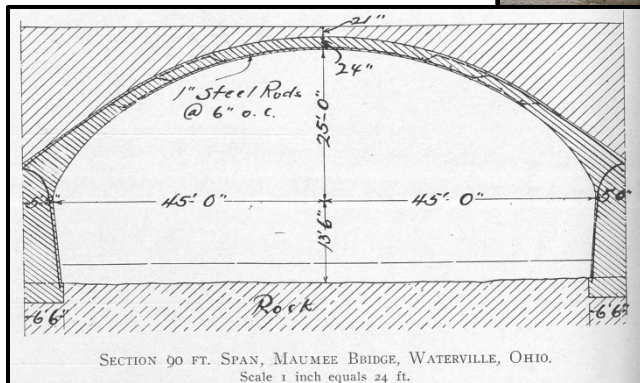 21"
24"
1" Steel Rods
@ 6" o.c.
25'-0"
5'0"
45'-0"
45'-0"
5'0"
13'6"
Rock
6'6"
6'6"
SECTION 90 FT. SPAN, MAUMEE BBIDGE, WATERVILLE, OHIO.
Scale 1 inch equals 24 ft.